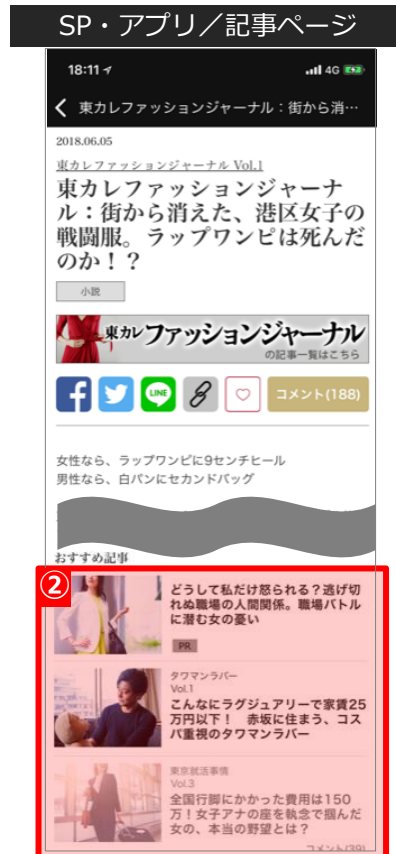 SP・アプリ／記事ページ
18:11
4G
東カレファッションジャーナル：街から消…
2018.06.05
東カレファッションジャーナル Vol.1
東カレファッションジャーナ
ル：街から消えた、港区女子の
戦闘服。ラップワンピは死んだ
のか！？
小説
東カレファッションジャーナル
の記事一覧はこちら
LINE
コメント(188)
女性なら、ラップワンピに9センチヒール
男性なら、白パンにセカンドバッグ
おすすめ記事
②
どうして私だけ怒られる？逃げ切
れぬ職場の人間関係。職場バトル
に潜む女の憂い
PR
タワマンラバー
Vol.1
こんなにラグジュアリーで家賃25
万円以下！ 赤坂に住まう、コス
パ重視のタワマンラバー
東京就活事情
Vol.3
全国行脚にかかった費用は150
万！女子アナの座を執念で掴んだ
女の、本当の野望とは？
コメント(39)